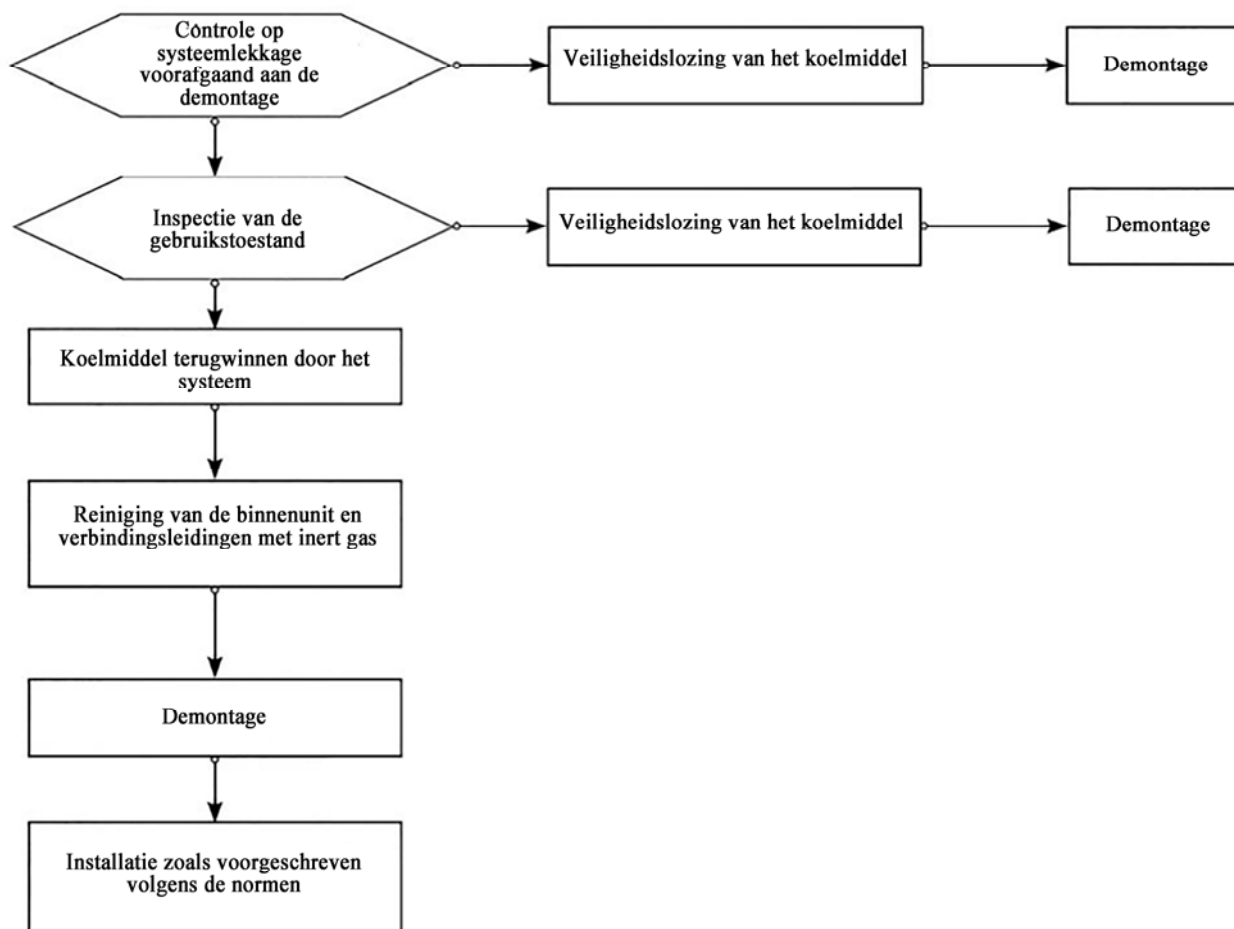 Controle op
systeemlekkage
voorafgaand aan de
demontage
Veiligheidslozing van het koelmiddel
Demontage
Inspectie van de
gebruikstoestand
Veiligheidslozing van het koelmiddel
Demontage
Koelmiddel terugwinnen door het
systeem
Reiniging van de binnenunit en
verbindingsleidingen met inert gas
Demontage
Installatie zoals voorgeschreven
volgens de normen